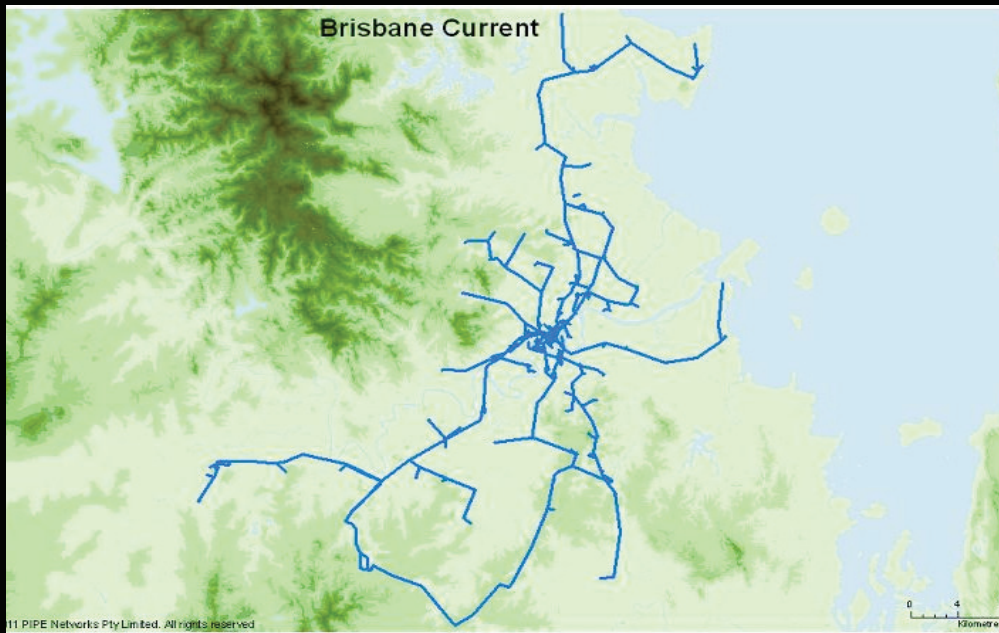 Brisbane Current
11 PIPE Networks Pty Limited. All rights reserved
0 4
Kilometre